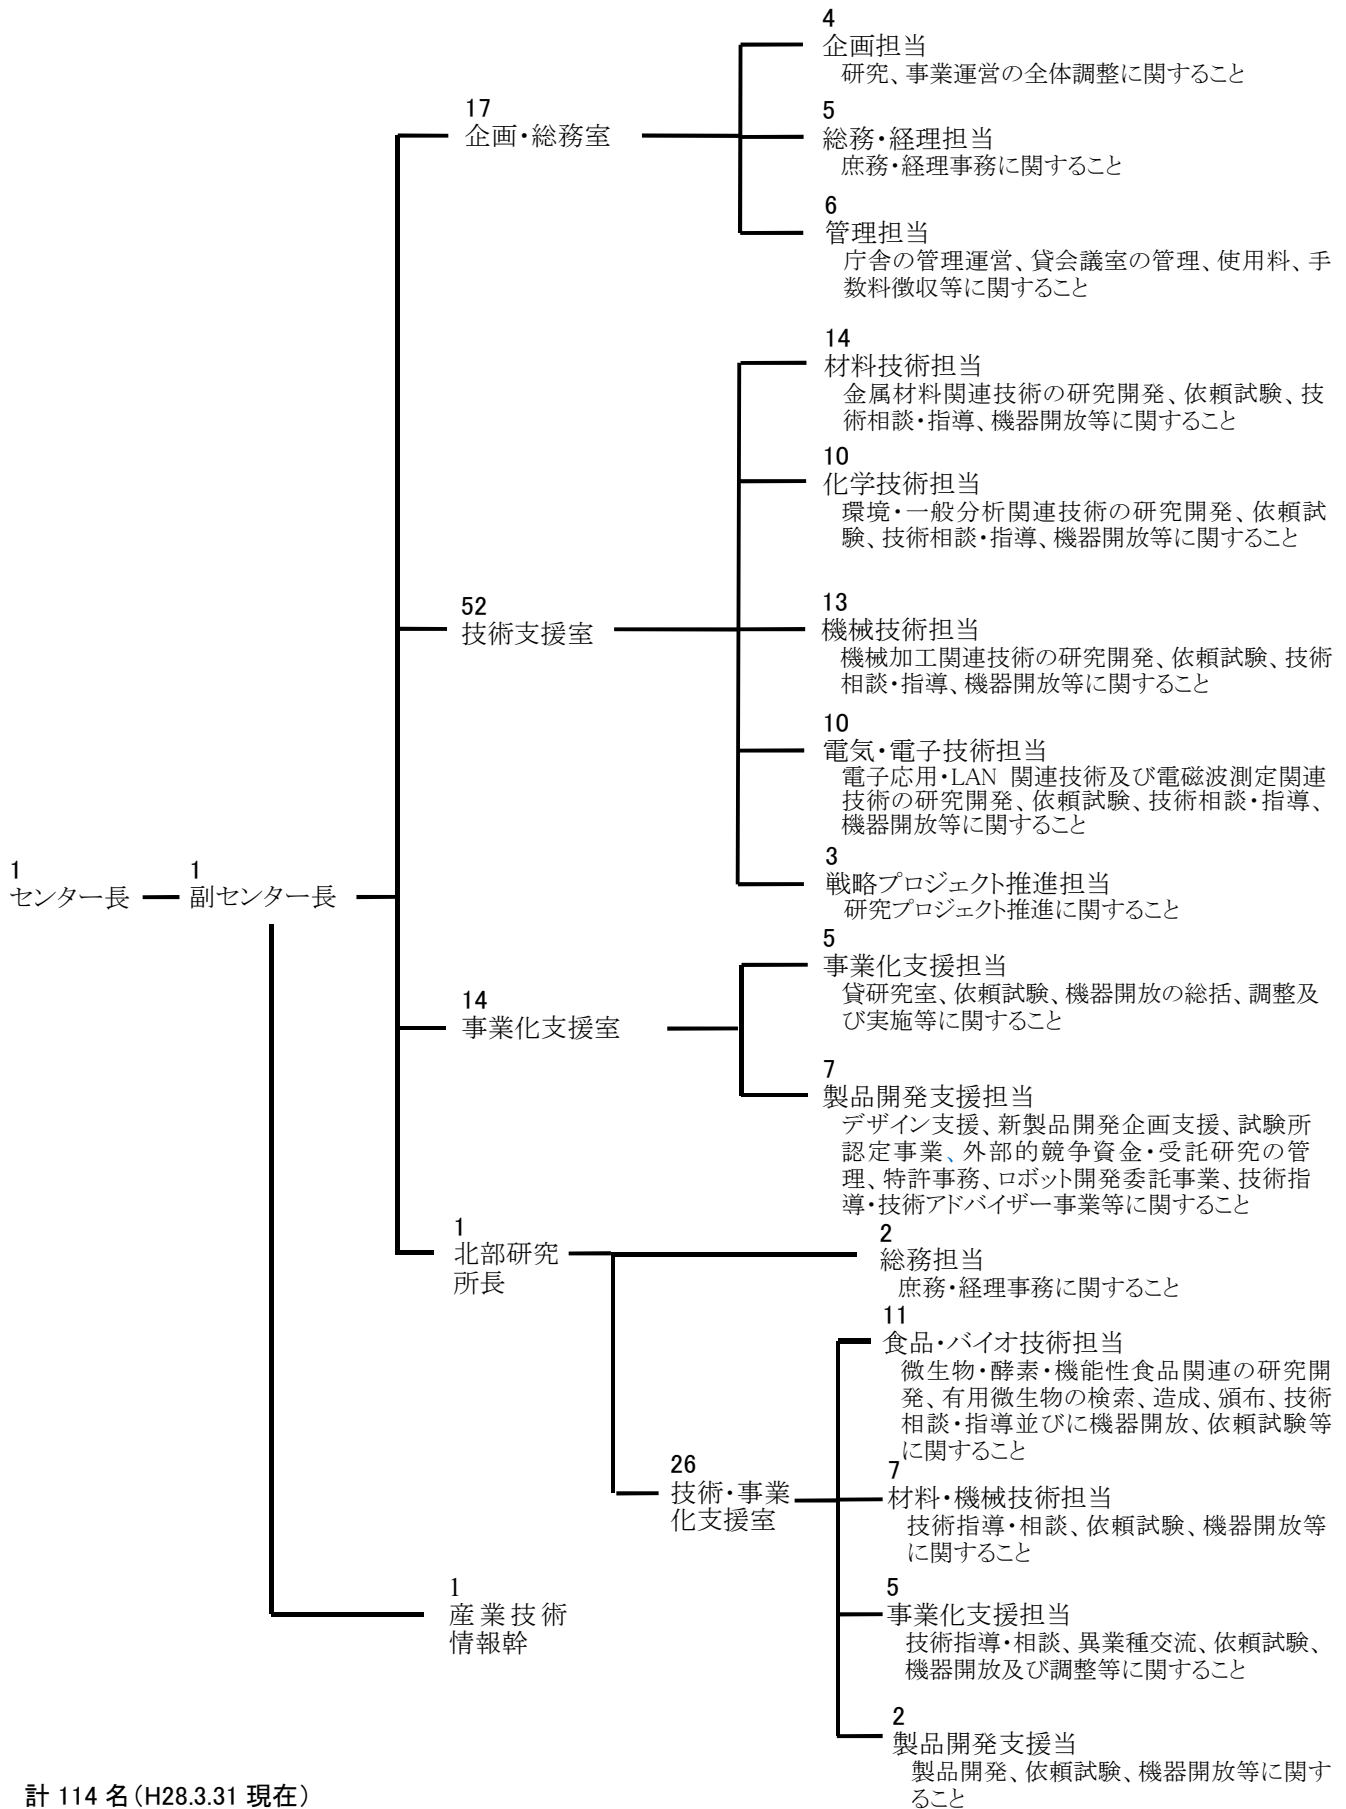 4
企画担当
研究、事業運営の全体調整に関すること
17
企画・総務室
5
総務・経理担当
庶務・経理事務に関すること
6
管理担当
庁舎の管理運営、貸会議室の管理、使用料、手
数料徴収等に関すること
14
材料技術担当
金属材料関連技術の研究開発、依頼試験、技
術相談・指導、機器開放等に関すること
10
化学技術担当
環境・一般分析関連技術の研究開発、依頼試
験、技術相談・指導、機器開放等に関すること
52
技術支援室
13
機械技術担当
機械加工関連技術の研究開発、依頼試験、技術
相談・指導、機器開放等に関すること
10
電気・電子技術担当
電子応用・LAN 関連技術及び電磁波測定関連
技術の研究開発、依頼試験、技術相談・指導、
機器開放等に関すること
1
センター長
1
副センター長
3
戦略プロジェクト推進担当
研究プロジェクト推進に関すること
5
事業化支援担当
貸研究室、依頼試験、機器開放の総括、調整及
び実施等に関すること
14
事業化支援室
7
製品開発支援担当
デザイン支援、新製品開発企画支援、試験所
認定事業、外部的競争資金・受託研究の管
理、特許事務、ロボット開発委託事業、技術指
導・技術アドバイザー事業等に関すること
1
北部研究
所長
2
総務担当
庶務・経理事務に関すること
11
食品・バイオ技術担当
微生物・酵素・機能性食品関連の研究開
発、有用微生物の検索、造成、頒布、技術
相談・指導並びに機器開放、依頼試験等
に関すること
26
技術・事業
化支援室
7
材料・機械技術担当
技術指導・相談、依頼試験、機器開放等
に関すること
1
産業技術
情報幹
5
事業化支援担当
技術指導・相談、異業種交流、依頼試験、
機器開放及び調整等に関すること
2
製品開発支援当
製品開発、依頼試験、機器開放等に関す
ること
計 114 名（H28.3.31 現在）